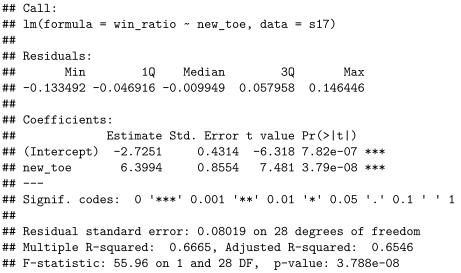 ## Call:
## lm(formula = win_ratio ~ new_toe, data = s17)
##
## Residuals:
##       Min        1Q    Median        3Q       Max
## -0.133492 -0.046916 -0.009949  0.057958  0.146446
##
## Coefficients:
##             Estimate Std. Error t value Pr(>|t|)
## (Intercept)  -2.7251     0.4314  -6.318 7.82e-07 ***
## new_toe       6.3994     0.8554   7.481 3.79e-08 ***
## ---
## Signif. codes:  0 '***' 0.001 '**' 0.01 '*' 0.05 '.' 0.1 ' ' 1
##
## Residual standard error: 0.08019 on 28 degrees of freedom
## Multiple R-squared:  0.6665, Adjusted R-squared:  0.6546
## F-statistic: 55.96 on 1 and 28 DF,  p-value: 3.788e-08